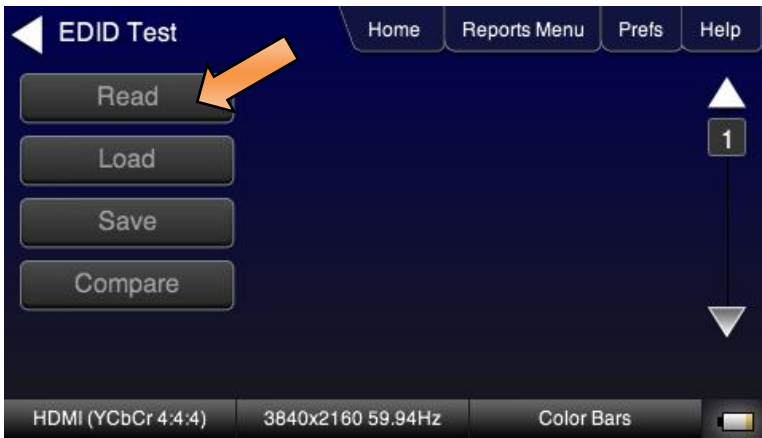 EDID Test
Home
Reports Menu
Prefs
Help
Read
Load
Save
Compare
1
HDMI (YCbCr 4:4:4)
3840x2160 59.94Hz
Color Bars